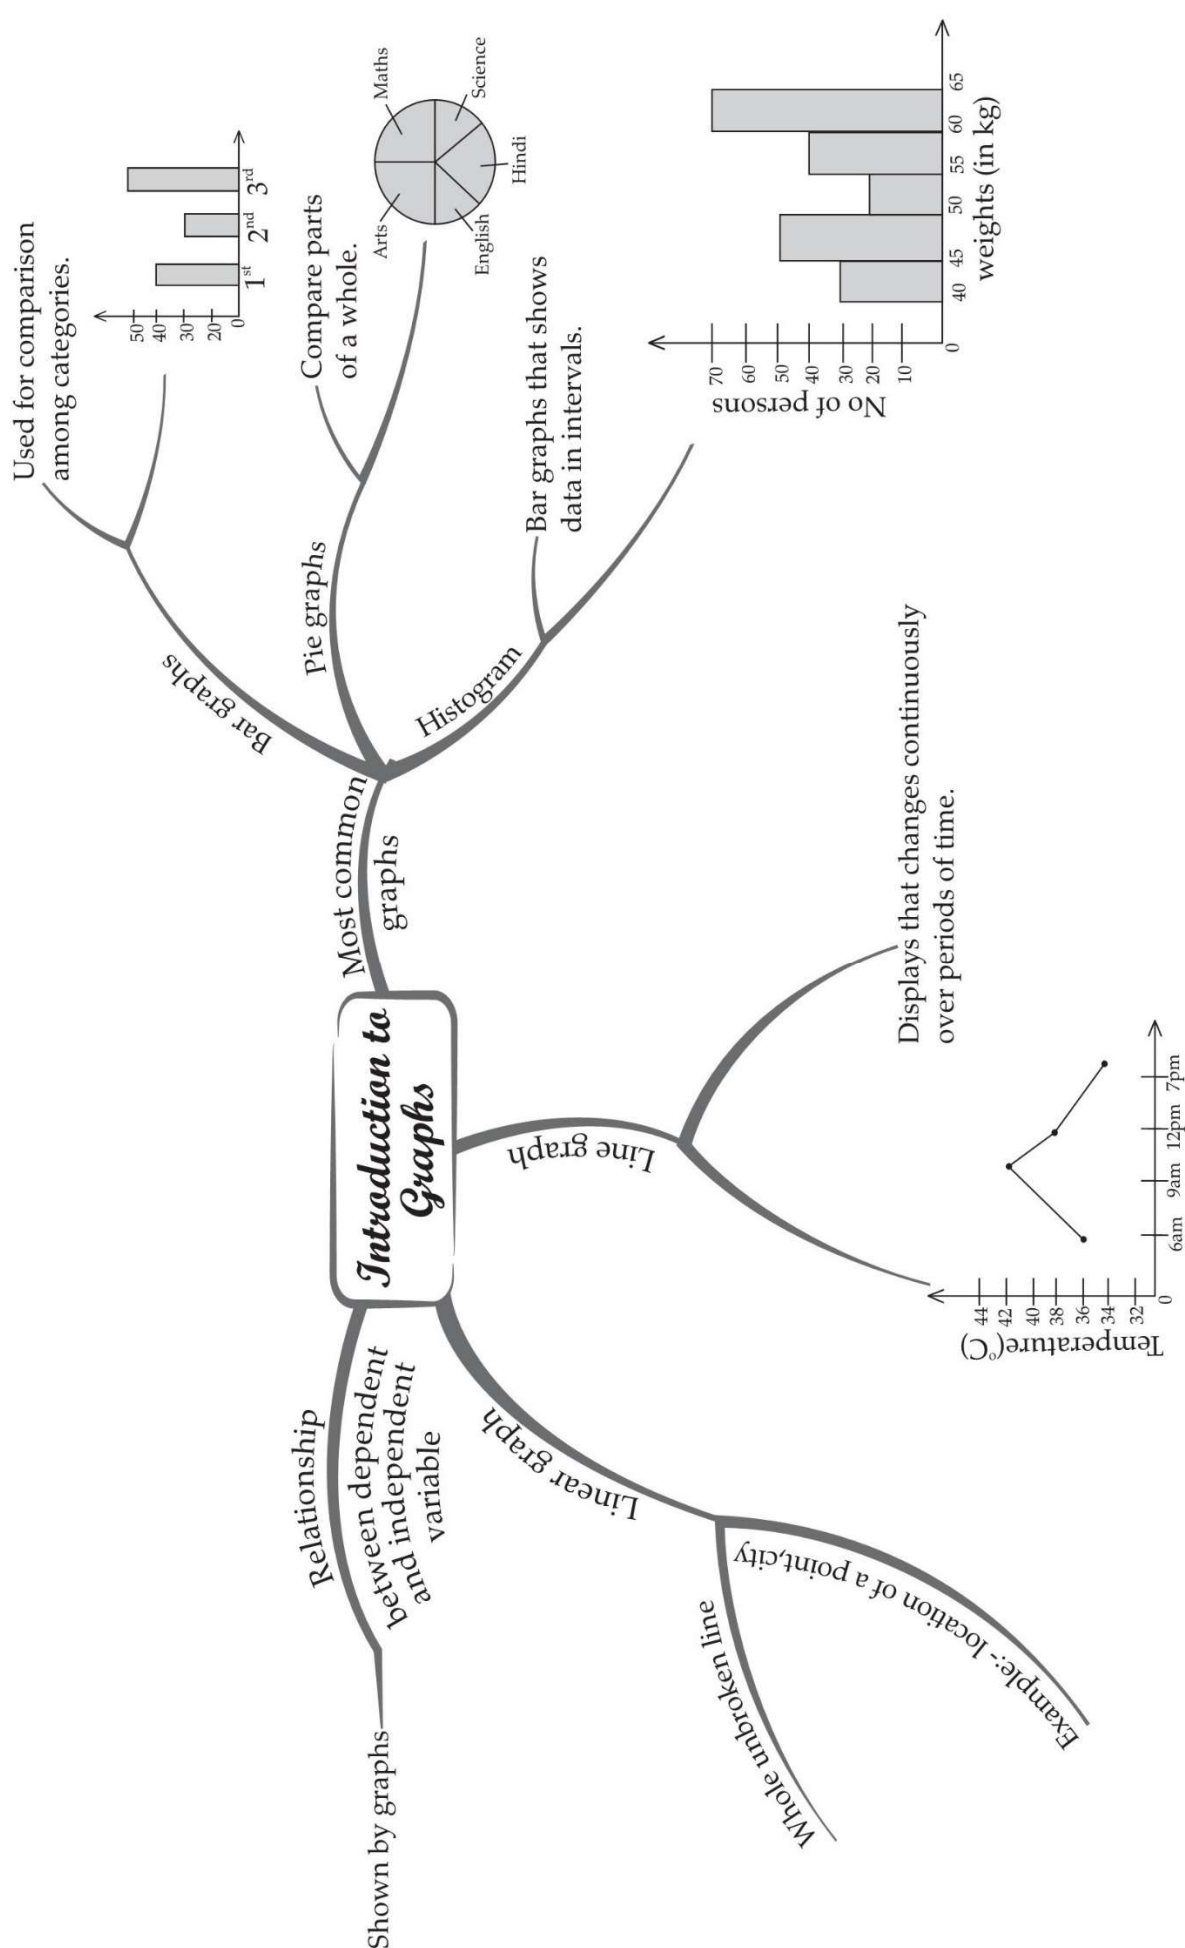 Introduction to
Graphs
Most common
graphs
Bar graphs
Used for comparison
among categories.
50
40
30
20
0
1st
2nd
3rd
Pie graphs
Compare parts
of a whole.
Arts
Maths
English
Hindi
Science
Histogram
Bar graphs that shows
data in intervals.
No of persons
70
60
50
40
30
20
10
0
40
45
50
55
60
65
weights (in kg)
Line graph
Displays that changes continuously
over periods of time.
Temperature(°C)
44
42
40
38
36
34
32
0
6am
9am
12pm
7pm
Linear graph
Whole unbroken line
Example:- location of a point,city
Relationship
between dependent
and independent
variable
Shown by graphs